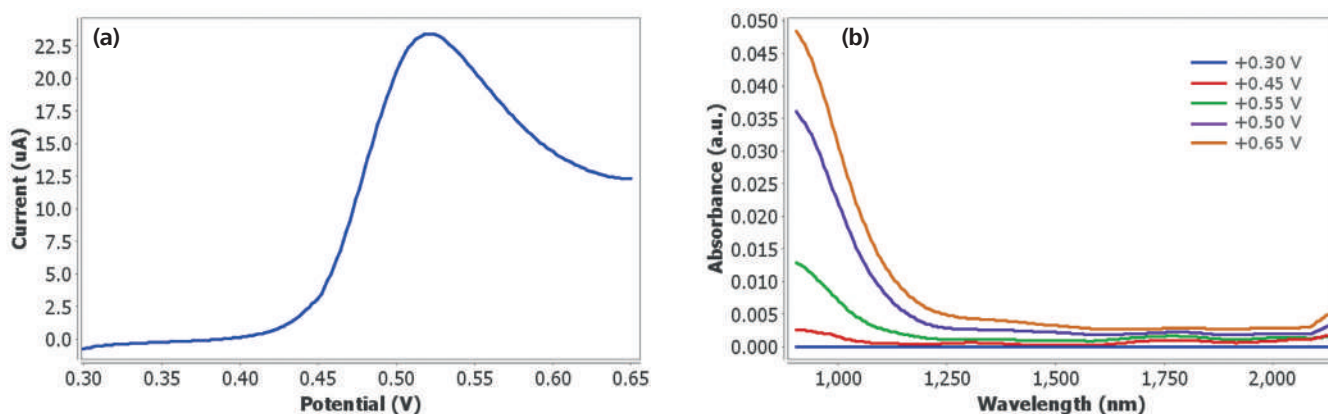 (a)
Current (uA)
22.5
20.0
17.5
15.0
12.5
10.0
7.5
5.0
2.5
0.0
0.30 0.35 0.40 0.45 0.50 0.55 0.60 0.65
Potential (V)
(b)
Absorbance (a.u.)
0.050
0.045
0.040
0.035
0.030
0.025
0.020
0.015
0.010
0.005
0.000
+0.30 V
+0.45 V
+0.55 V
+0.50 V
+0.65 V
1,000 1,250 1,500 1,750 2,000
Wavelength (nm)